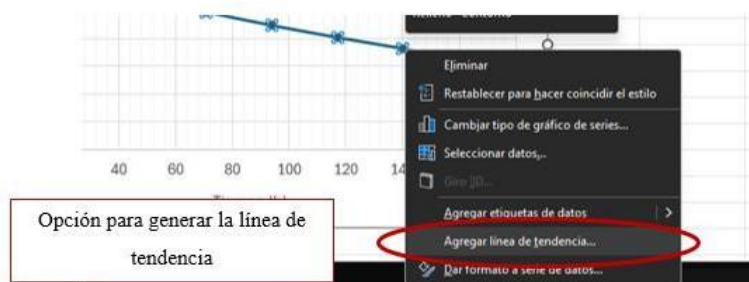 Eliminar
Restablecer para hacer coincidir el estilo
Cambiar tipo de gráfico de series...
Seleccionar datos...
Giro 3D...
Agregar etiquetas de datos
Agregar línea de tendencia...
Dar formato a serie de datos...
40 60 80 100 120
Opción para generar la línea de
tendencia